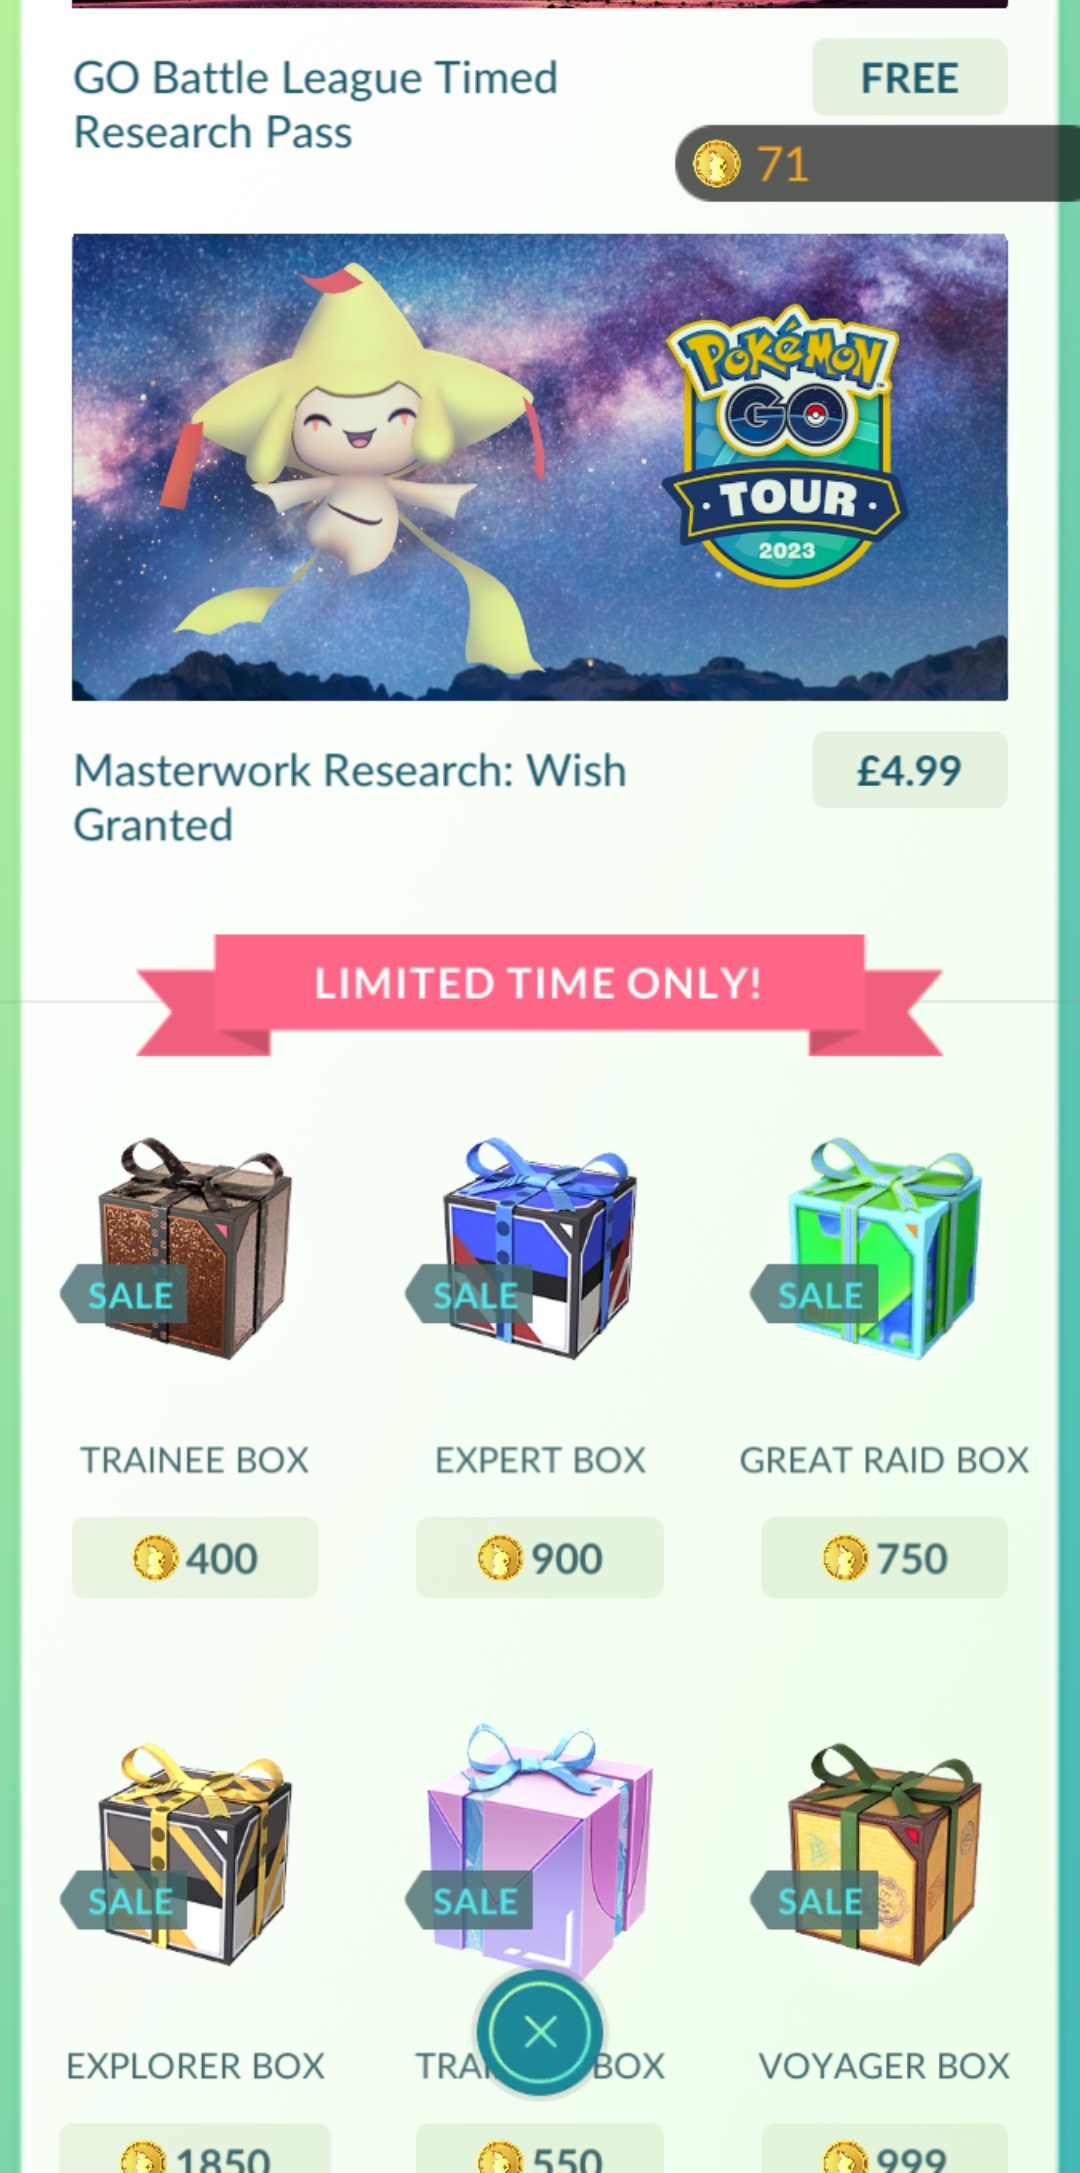 GO Battle League Timed
Research Pass
FREE
71
POKÉMON
GO
TOUR
2023
Masterwork Research: Wish
Granted
£4.99
LIMITED TIME ONLY!
SALE
SALE
SALE
TRAINEE BOX
EXPERT BOX
GREAT RAID BOX
400
900
750
SALE
SALE
SALE
EXPLORER BOX
BOX
VOYAGER BOX
1850
550
999